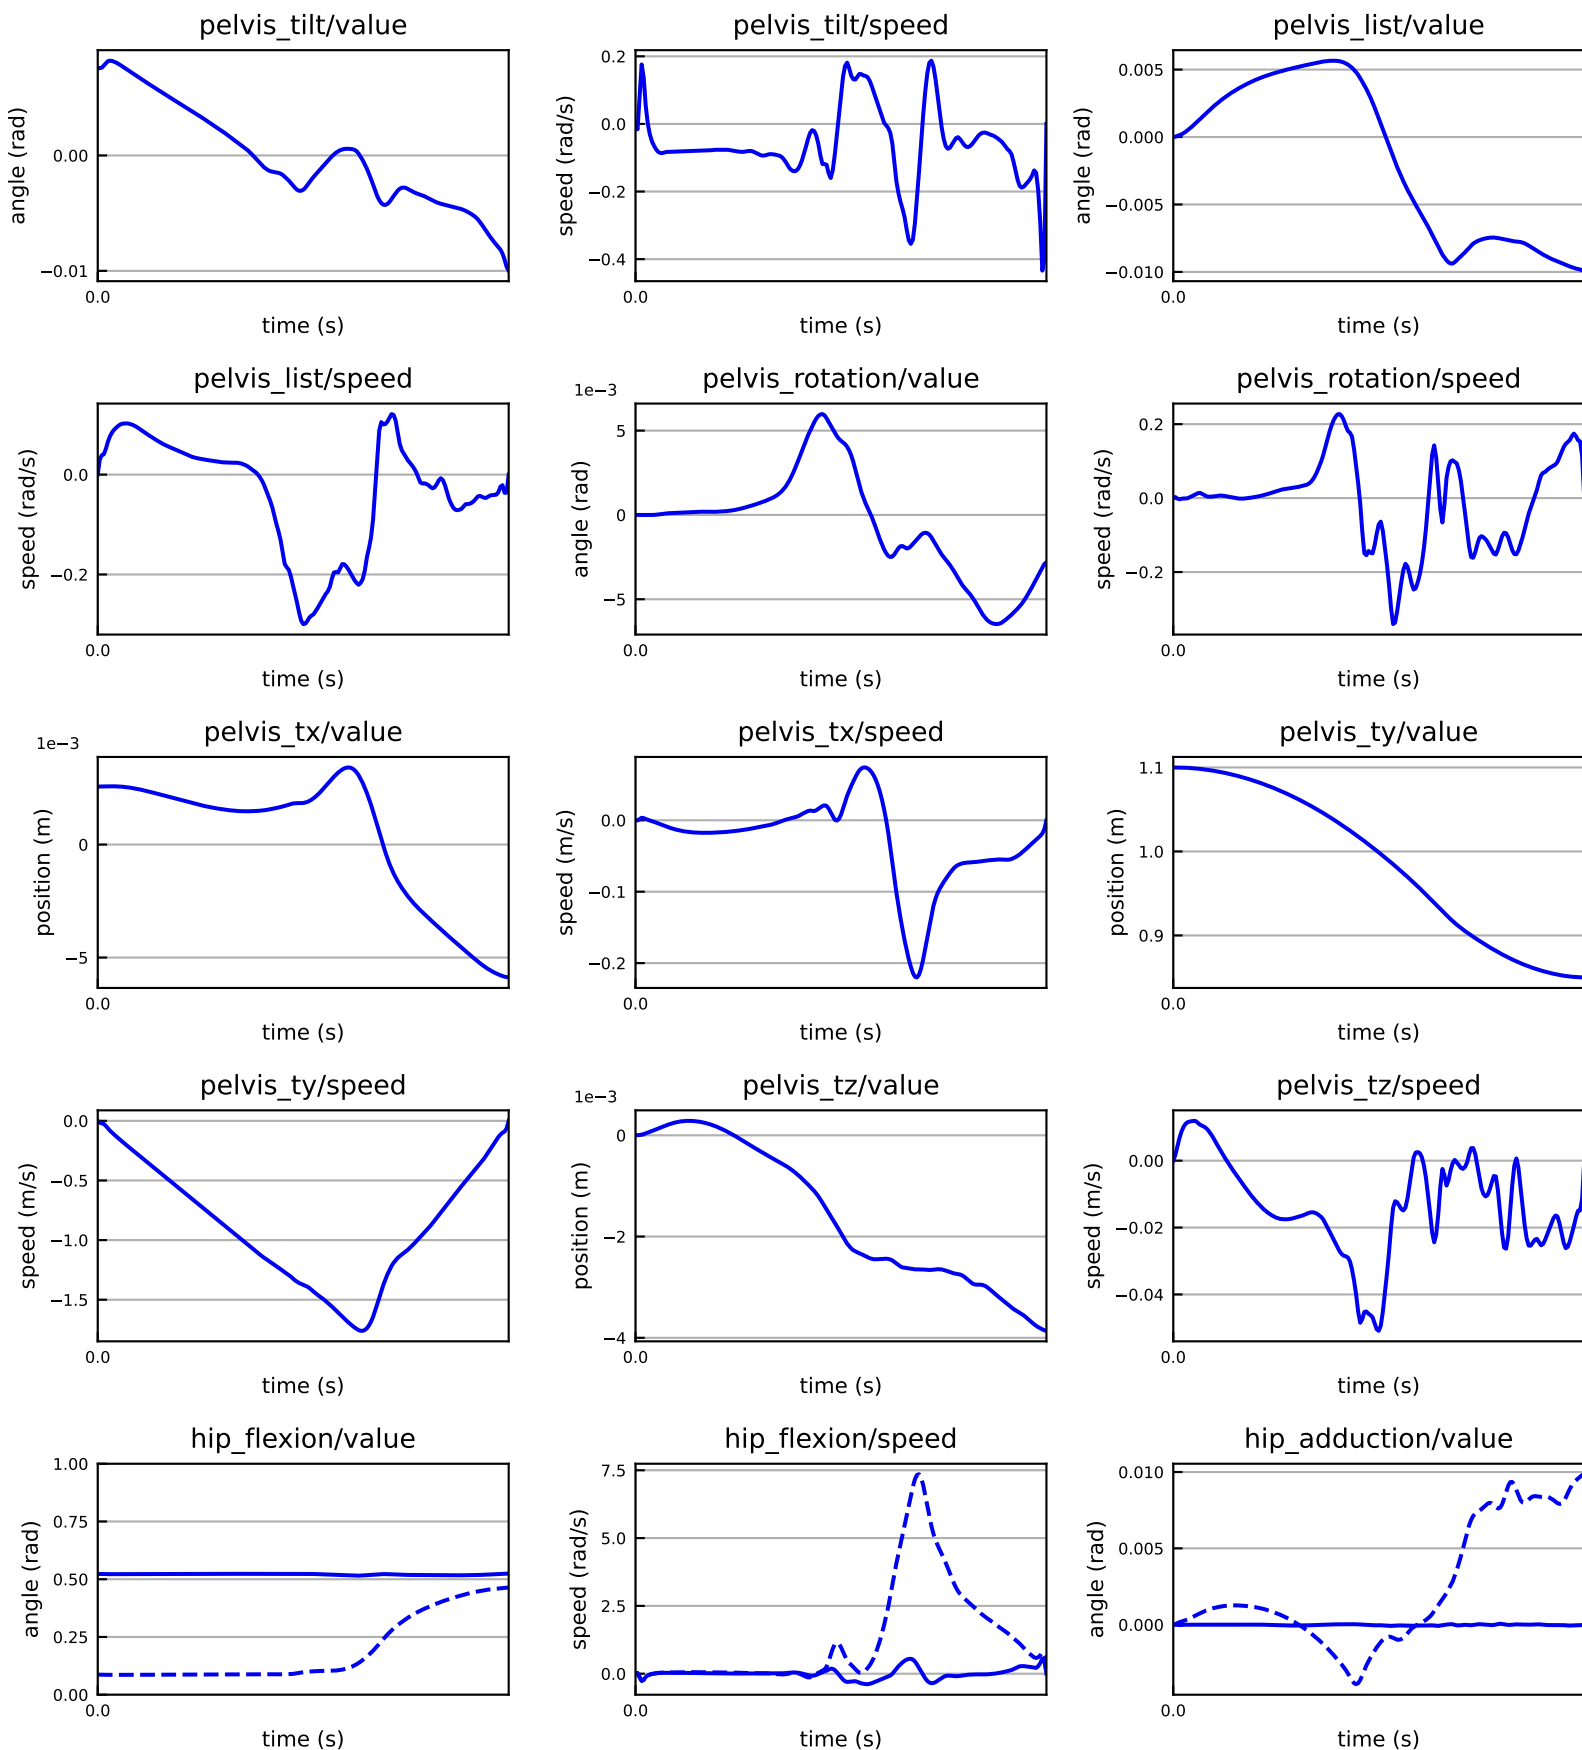 pelvis_tilt/value
angle (rad)
0.00
−0.01
0.0
time (s)
pelvis_tilt/speed
speed (rad/s)
0.2
0.0
−0.2
−0.4
0.0
time (s)
pelvis_list/value
angle (rad)
0.005
0.000
−0.005
−0.010
0.0
time (s)
pelvis_list/speed
speed (rad/s)
0.0
−0.2
0.0
time (s)
pelvis_rotation/value
1e−3
angle (rad)
5
0
−5
0.0
time (s)
pelvis_rotation/speed
speed (rad/s)
0.2
0.0
−0.2
0.0
time (s)
pelvis_tx/value
1e−3
position (m)
0
−5
0.0
time (s)
pelvis_tx/speed
speed (m/s)
0.0
−0.1
−0.2
0.0
time (s)
pelvis_ty/value
position (m)
1.1
1.0
0.9
0.0
time (s)
pelvis_ty/speed
speed (m/s)
0.0
−0.5
−1.0
−1.5
0.0
time (s)
pelvis_tz/value
1e−3
position (m)
0
−2
−4
0.0
time (s)
pelvis_tz/speed
speed (m/s)
0.00
−0.02
−0.04
0.0
time (s)
hip_flexion/value
angle (rad)
1.00
0.75
0.50
0.25
0.00
0.0
time (s)
hip_flexion/speed
speed (rad/s)
7.5
5.0
2.5
0.0
0.0
time (s)
hip_adduction/value
angle (rad)
0.010
0.005
0.000
0.0
time (s)